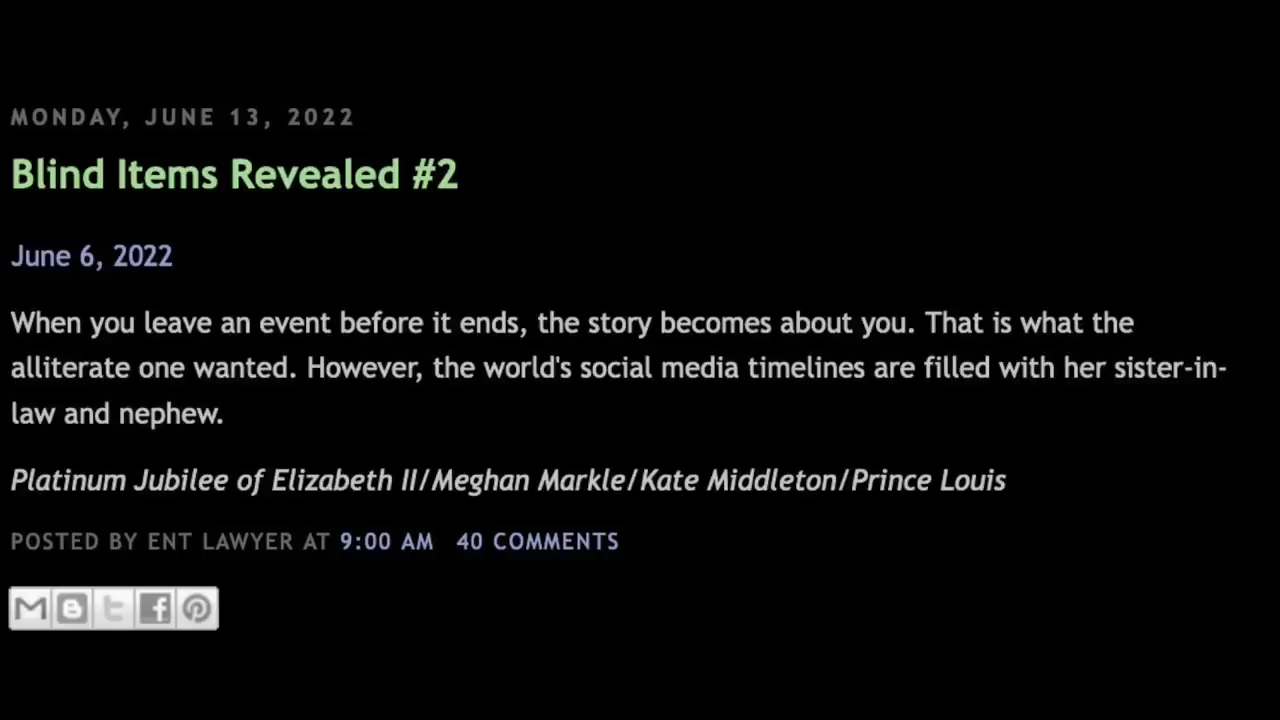 MONDAY, JUNE 13, 2022
Blind Items Revealed #2
June 6, 2022
When you leave an event before it ends, the story becomes about you. That is what the
alliterate one wanted. However, the world's social media timelines are filled with her sister-in-
law and nephew.
Platinum Jubilee of Elizabeth II/Meghan Markle/Kate Middleton/Prince Louis
POSTED BY ENT LAWYER AT 9:00 AM 40 COMMENTS